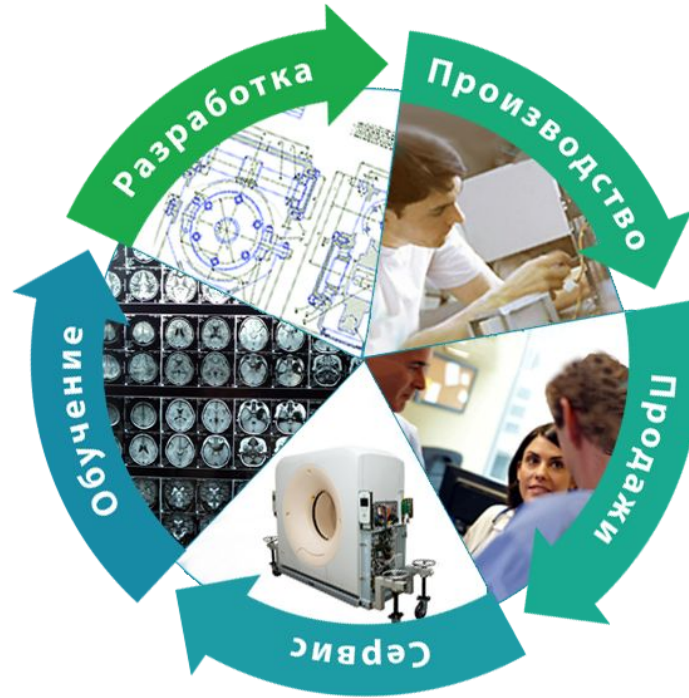 Разработка
Производство
Продажи
Сервис
Обучение